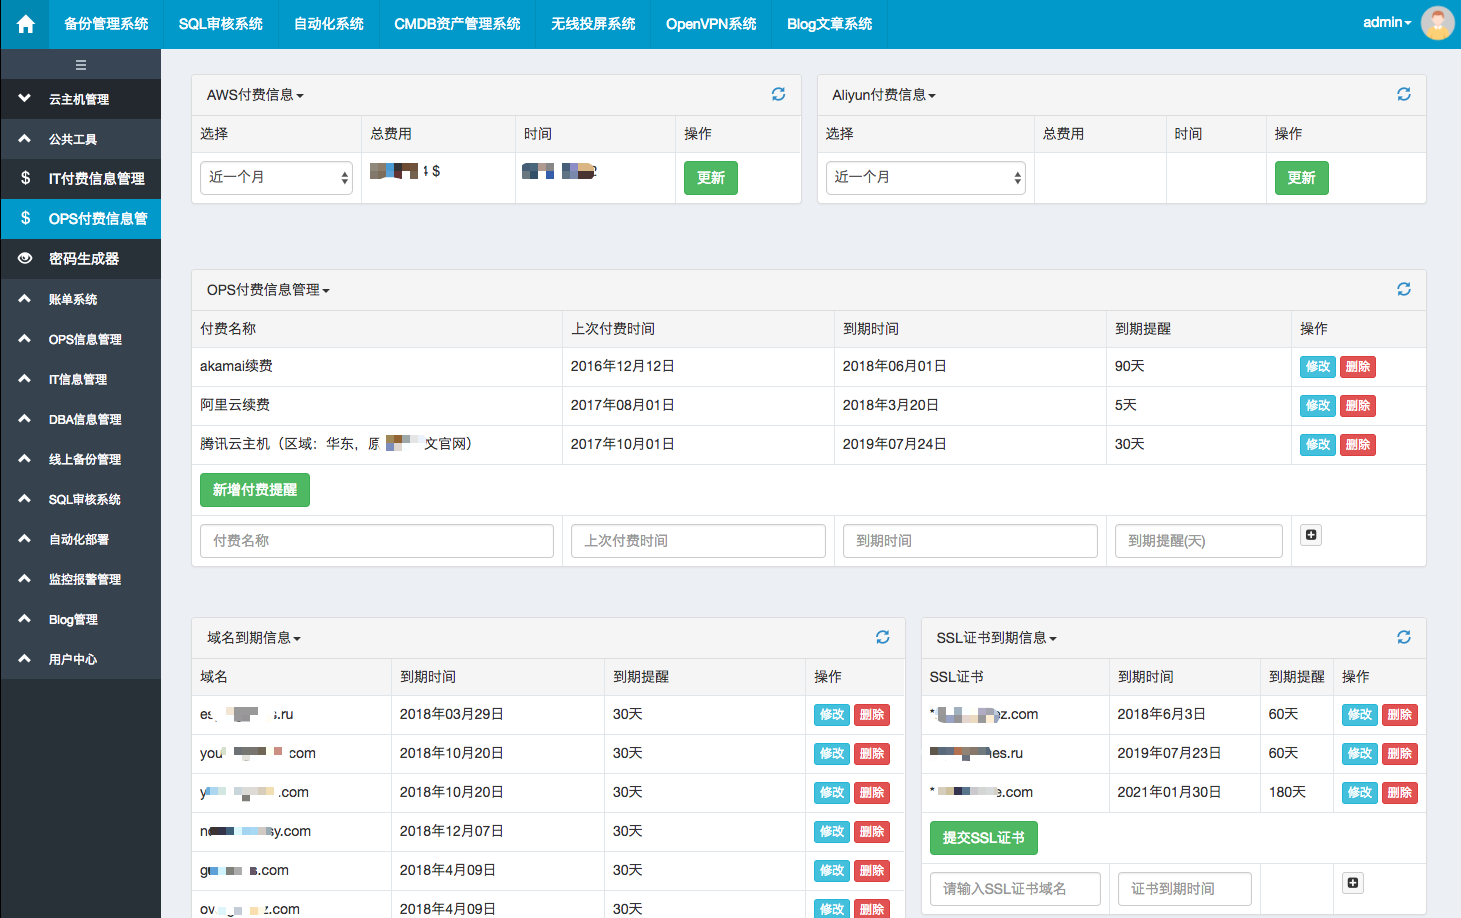 备份管理系统 SQL审核系统 自动化系统 CMDB资产管理系统 无线投屏系统 OpenVPN系统 Blog文章系统 admin
云主机管理
公共工具
$ IT付费信息管理
$ OPS付费信息管
密码生成器
账单系统
OPS信息管理
IT信息管理
DBA信息管理
线上备份管理
SQL审核系统
自动化部署
监控报警管理
Blog管理
用户中心
AWS付费信息
选择 总费用 时间 操作
近一个月 $ 更新
Aliyun付费信息
选择 总费用 时间 操作
近一个月 更新
OPS付费信息管理
付费名称 上次付费时间 到期时间 到期提醒 操作
akamai续费 2016年12月12日 2018年06月01日 90天 修改 删除
阿里云续费 2017年08月01日 2018年3月20日 5天 修改 删除
腾讯云主机（区域：华东，原 文官网） 2017年10月01日 2019年07月24日 30天 修改 删除
新增付费提醒
付费名称 上次付费时间 到期时间 到期提醒(天)
域名到期信息
域名 到期时间 到期提醒 操作
.ru 2018年03月29日 30天 修改 删除
you com 2018年10月20日 30天 修改 删除
y .com 2018年10月20日 30天 修改 删除
sy.com 2018年12月07日 30天 修改 删除
s.com 2018年4月09日 30天 修改 删除
z.com 2018年4月09日 30天 修改 删除
SSL证书到期信息
SSL证书 到期时间 到期提醒 操作
* ez.com 2018年6月3日 60天 修改 删除
es.ru 2019年07月23日 60天 修改 删除
* e.com 2021年01月30日 180天 修改 删除
提交SSL证书
请输入SSL证书域名 证书到期时间